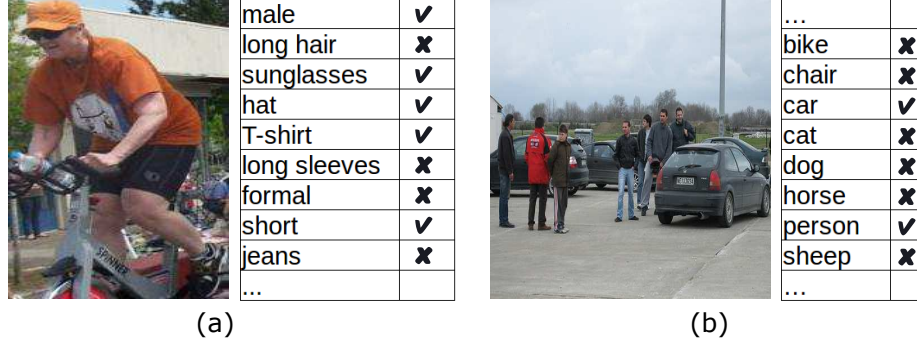 male ✔
long hair ✘
sunglasses ✔
hat ✔
T-shirt ✔
long sleeves ✘
formal ✘
short ✔
jeans ✘
...
SPINNER
(a)
...
bike ✘
chair ✘
car ✔
cat ✘
dog ✘
horse ✘
person ✔
sheep ✘
...
(b)